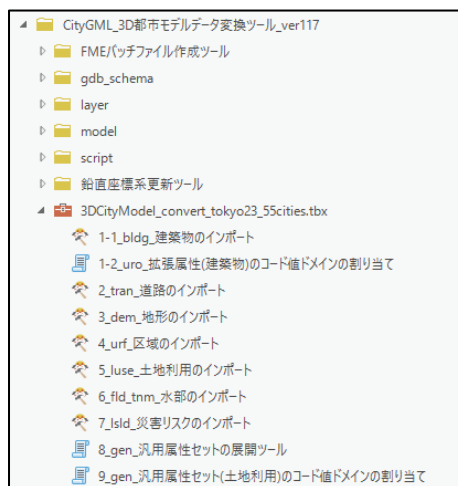 CityGML_3D都市モデルデータ変換ツール_ver117
FMEバッチファイル作成ツール
gdb_schema
layer
model
script
鉛直座標系更新ツール
3DCityModel_convert_tokyo23_55cities.tbx
1-1_bldg_建築物のインポート
1-2_uro_拡張属性(建築物)のコード値ドメインの割り当て
2_tran_道路のインポート
3_dem_地形のインポート
4_urf_区域のインポート
5_luse_土地利用のインポート
6_fld_tnm_水部のインポート
7_lsld_災害リスクのインポート
8_gen_汎用属性セットの展開ツール
9_gen_汎用属性セット(土地利用)のコード値ドメインの割り当て